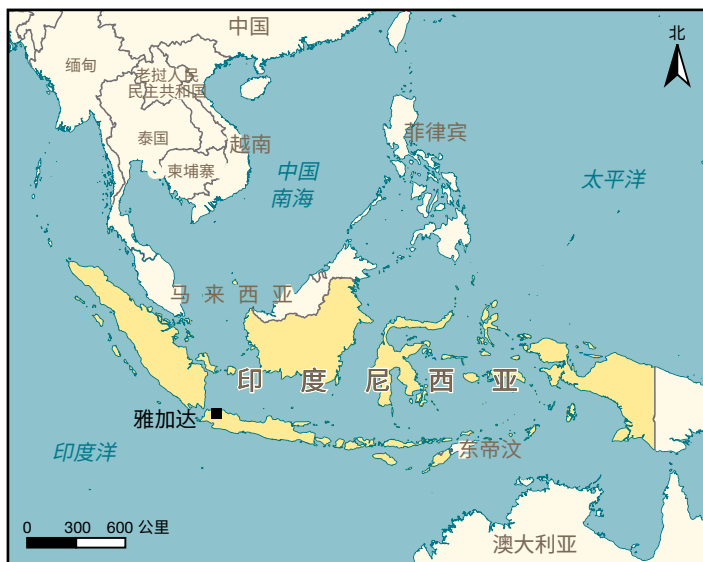 中国
北
缅甸
老挝人民
民主共和国
泰国
越南
菲律宾
柬埔寨
中国
南海
太平洋
马来西亚
印度尼西亚
雅加达
印度洋
东帝汶
0 300 600 公里
澳大利亚